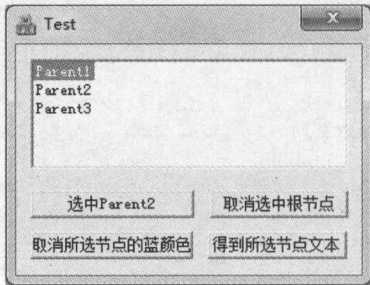 Test
Parent1
Parent2
Parent3
选中Parent2
取消选中根节点
取消所选节点的蓝颜色
得到所选节点文本